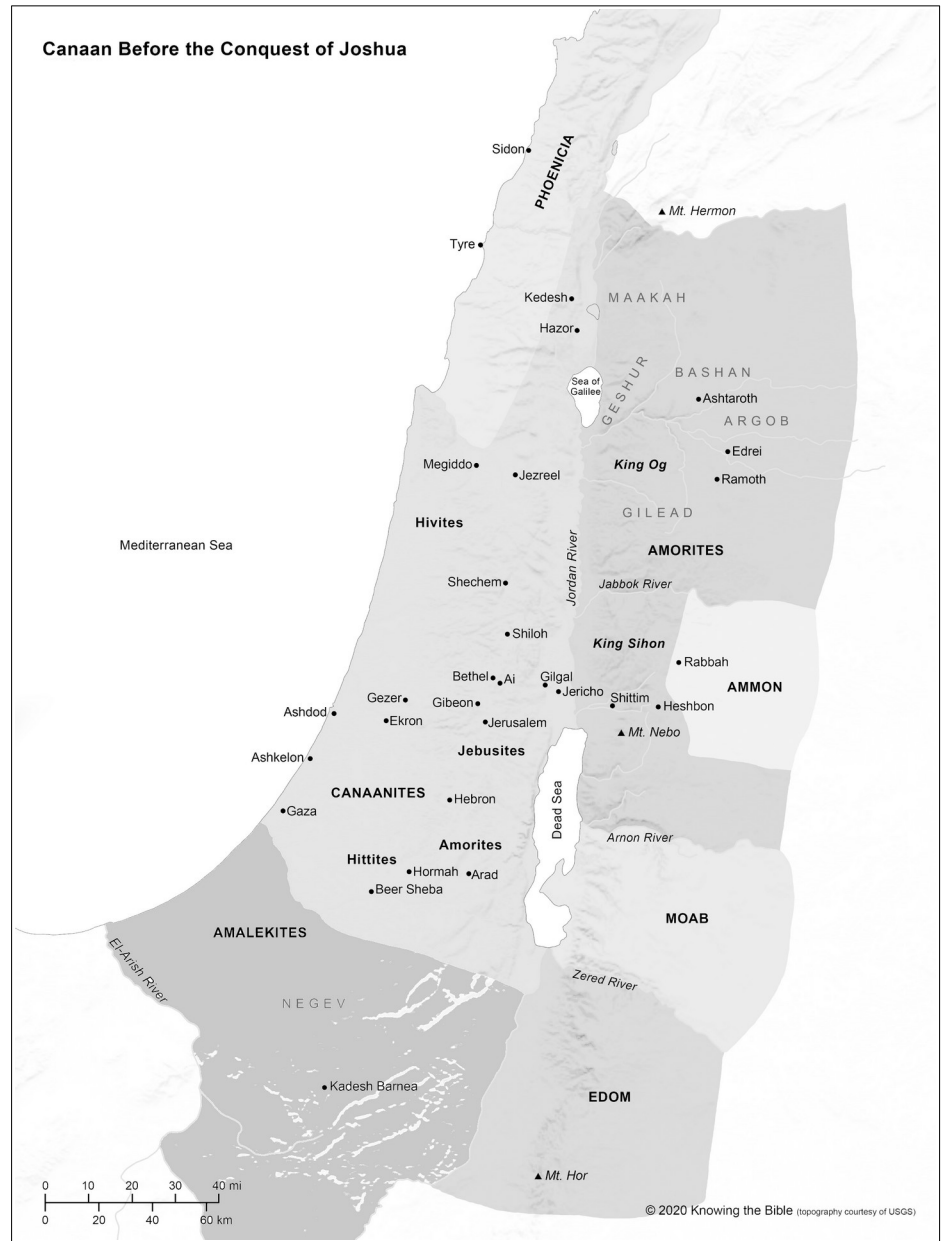 Canaan Before the Conquest of Joshua
PHOENICIA
Sidon
Mt. Hermon
Tyre
Kedesh
MAAKAH
Hazor
Sea of
Galilee
GESHUR
BASHAN
Ashtaroth
ARGOB
Edrei
King Og
Megiddo
Jezreel
Ramoth
GILEAD
Hivites
Mediterranean Sea
Jordan River
AMORITES
Shechem
Jabbok River
Shiloh
King Sihon
Rabbah
Bethel
Ai
Gilgal
Jericho
AMMON
Gezer
Gibeon
Shittim
Heshbon
Ashdod
Ekron
Jerusalem
Mt. Nebo
Jebusites
Ashkelon
CANAANITES
Hebron
Dead Sea
Gaza
Arnon River
Amorites
Hittites
Hormah
Arad
Beer Sheba
MOAB
AMALEKITES
El-Arish River
Zered River
NEGEV
Kadesh Barnea
EDOM
Mt. Hor
0 10 20 30 40 mi
0 20 40 60 km
© 2020 Knowing the Bible (topography courtesy of USGS)